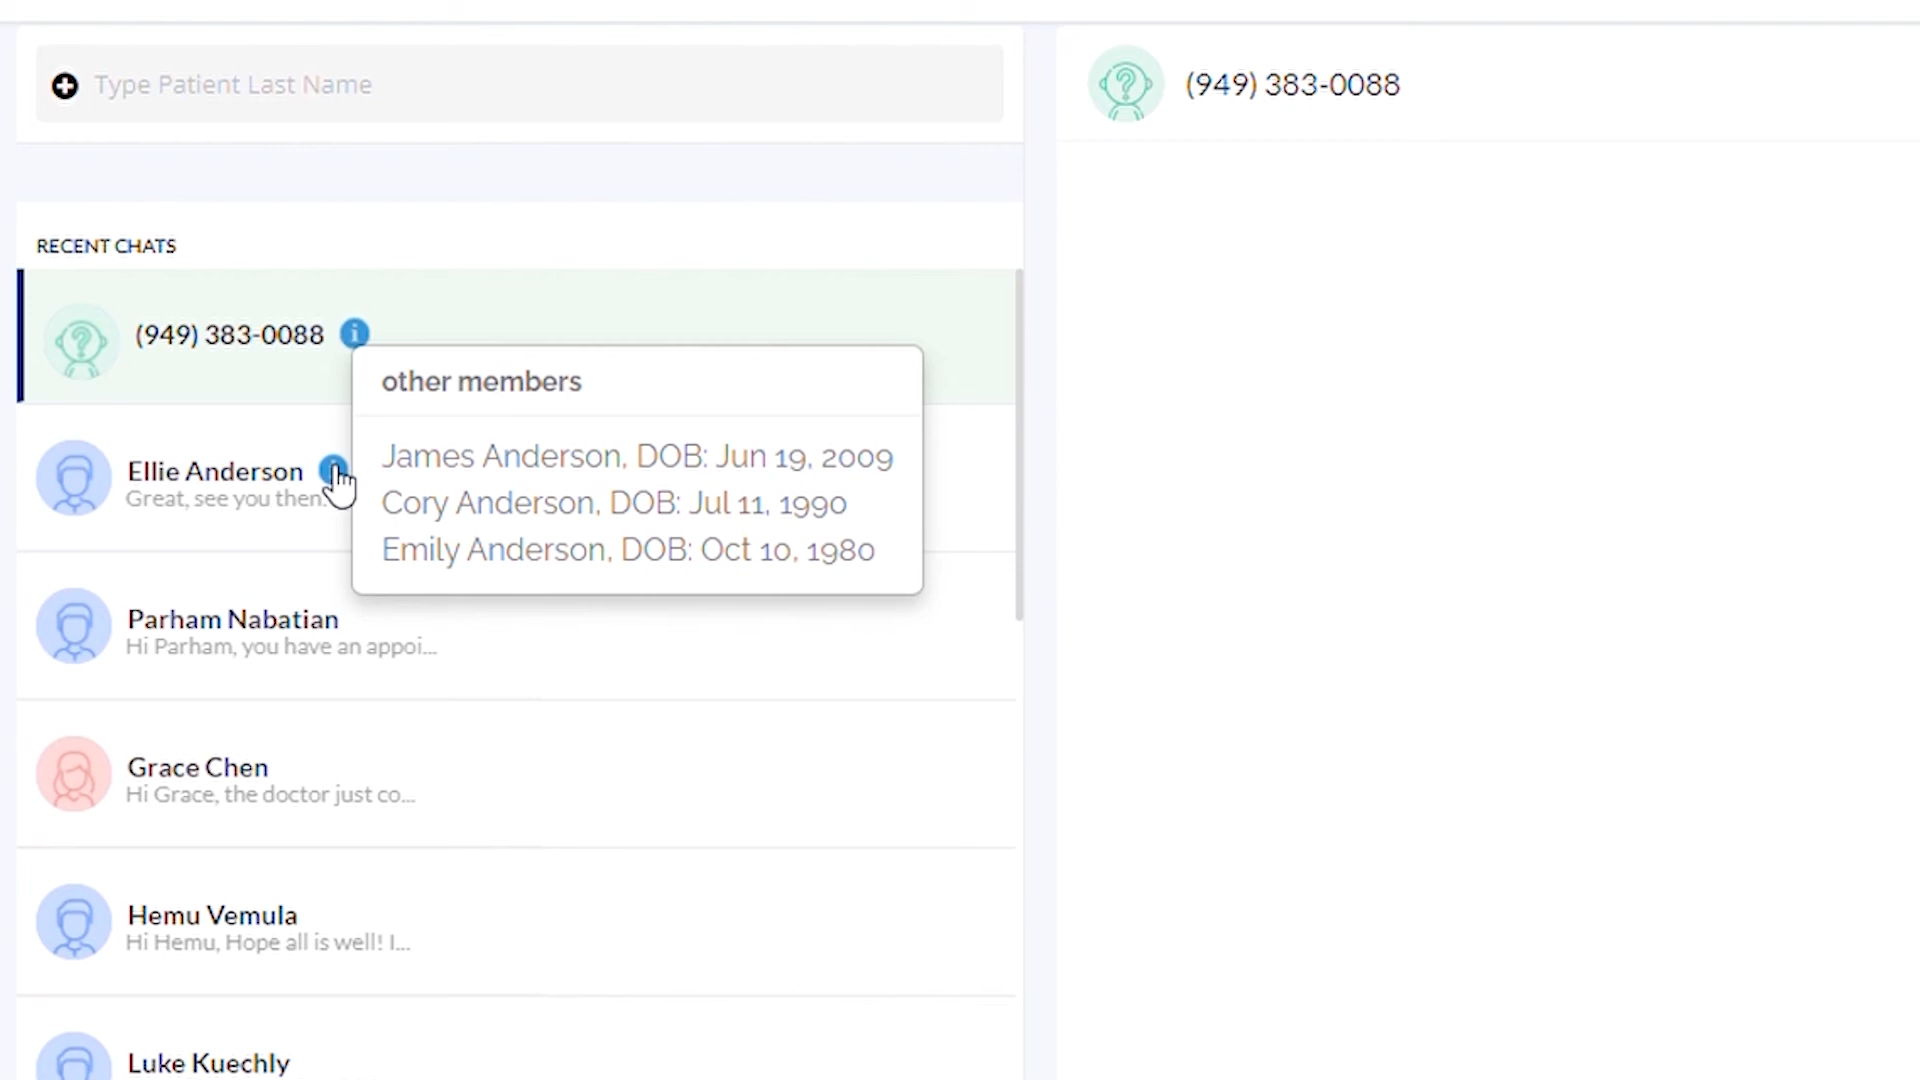 Type Patient Last Name
(949) 383-0088
RECENT CHATS
(949) 383-0088
other members
James Anderson, DOB: Jun 19, 2009
Cory Anderson, DOB: Jul 11, 1990
Emily Anderson, DOB: Oct 10, 1980
Ellie Anderson
Great, see you then.
Parham Nabatian
Hi Parham, you have an appoi...
Grace Chen
Hi Grace, the doctor just co...
Hemu Vemula
Hi Hemu, Hope all is well! I...
Luke Kuechly